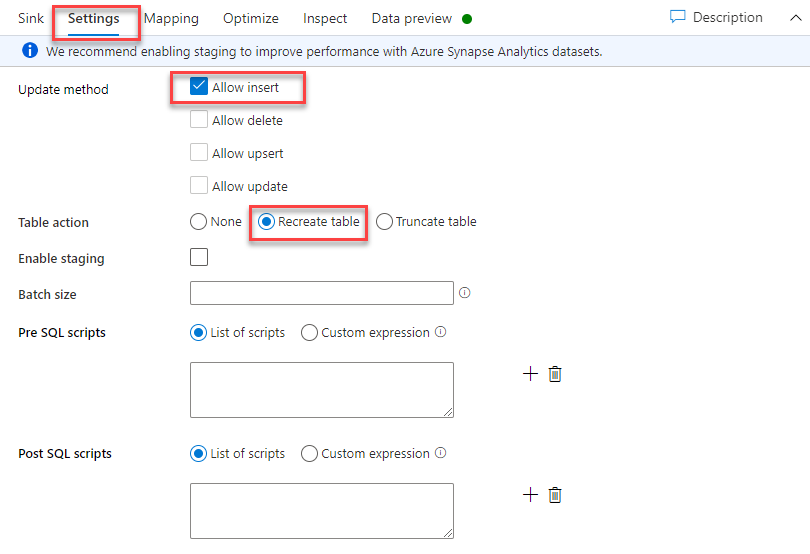 Sink Settings Mapping Optimize Inspect Data preview Description
We recommend enabling staging to improve performance with Azure Synapse Analytics datasets.
Update method Allow insert
Allow delete
Allow upsert
Allow update
Table action None Recreate table Truncate table
Enable staging
Batch size
Pre SQL scripts List of scripts Custom expression
Post SQL scripts List of scripts Custom expression